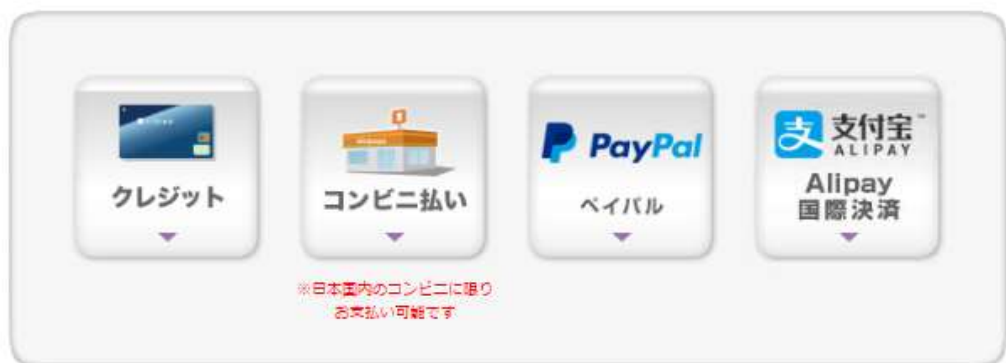 クレジット
コンビニ払い
※日本国内のコンビニに限り
お支払い可能です
PayPal
ペイパル
支付宝™
ALIPAY
Alipay
国際決済